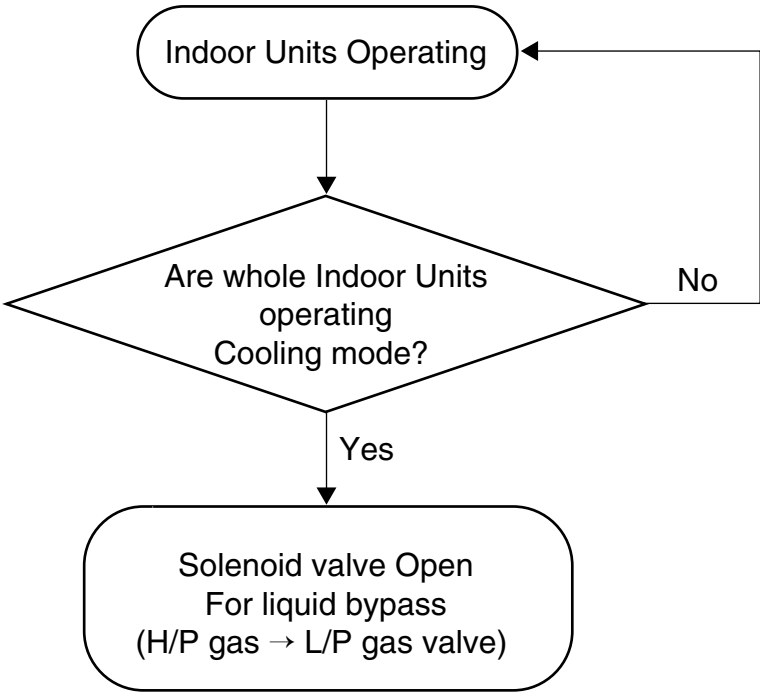 Indoor Units Operating
Are whole Indoor Units
operating
Cooling mode?
No
Yes
Solenoid valve Open
For liquid bypass
(H/P gas → L/P gas valve)